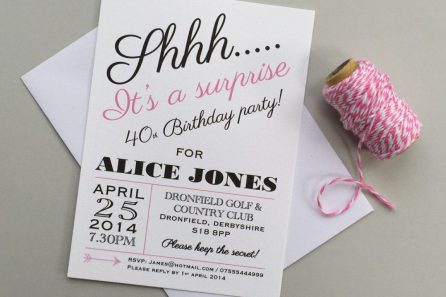 Shhh.....
It's a surprise
40th Birthday party!
FOR
ALICE JONES
APRIL
25
2014
7.30PM
DRONFIELD GOLF &
COUNTRY CLUB
DRONFIELD, DERBYSHIRE
S18 8PP
Please keep the secret!
RSVP: JAMES@HOTMAIL.COM / 07555444999
PLEASE REPLY BY 1ST APRIL 2014